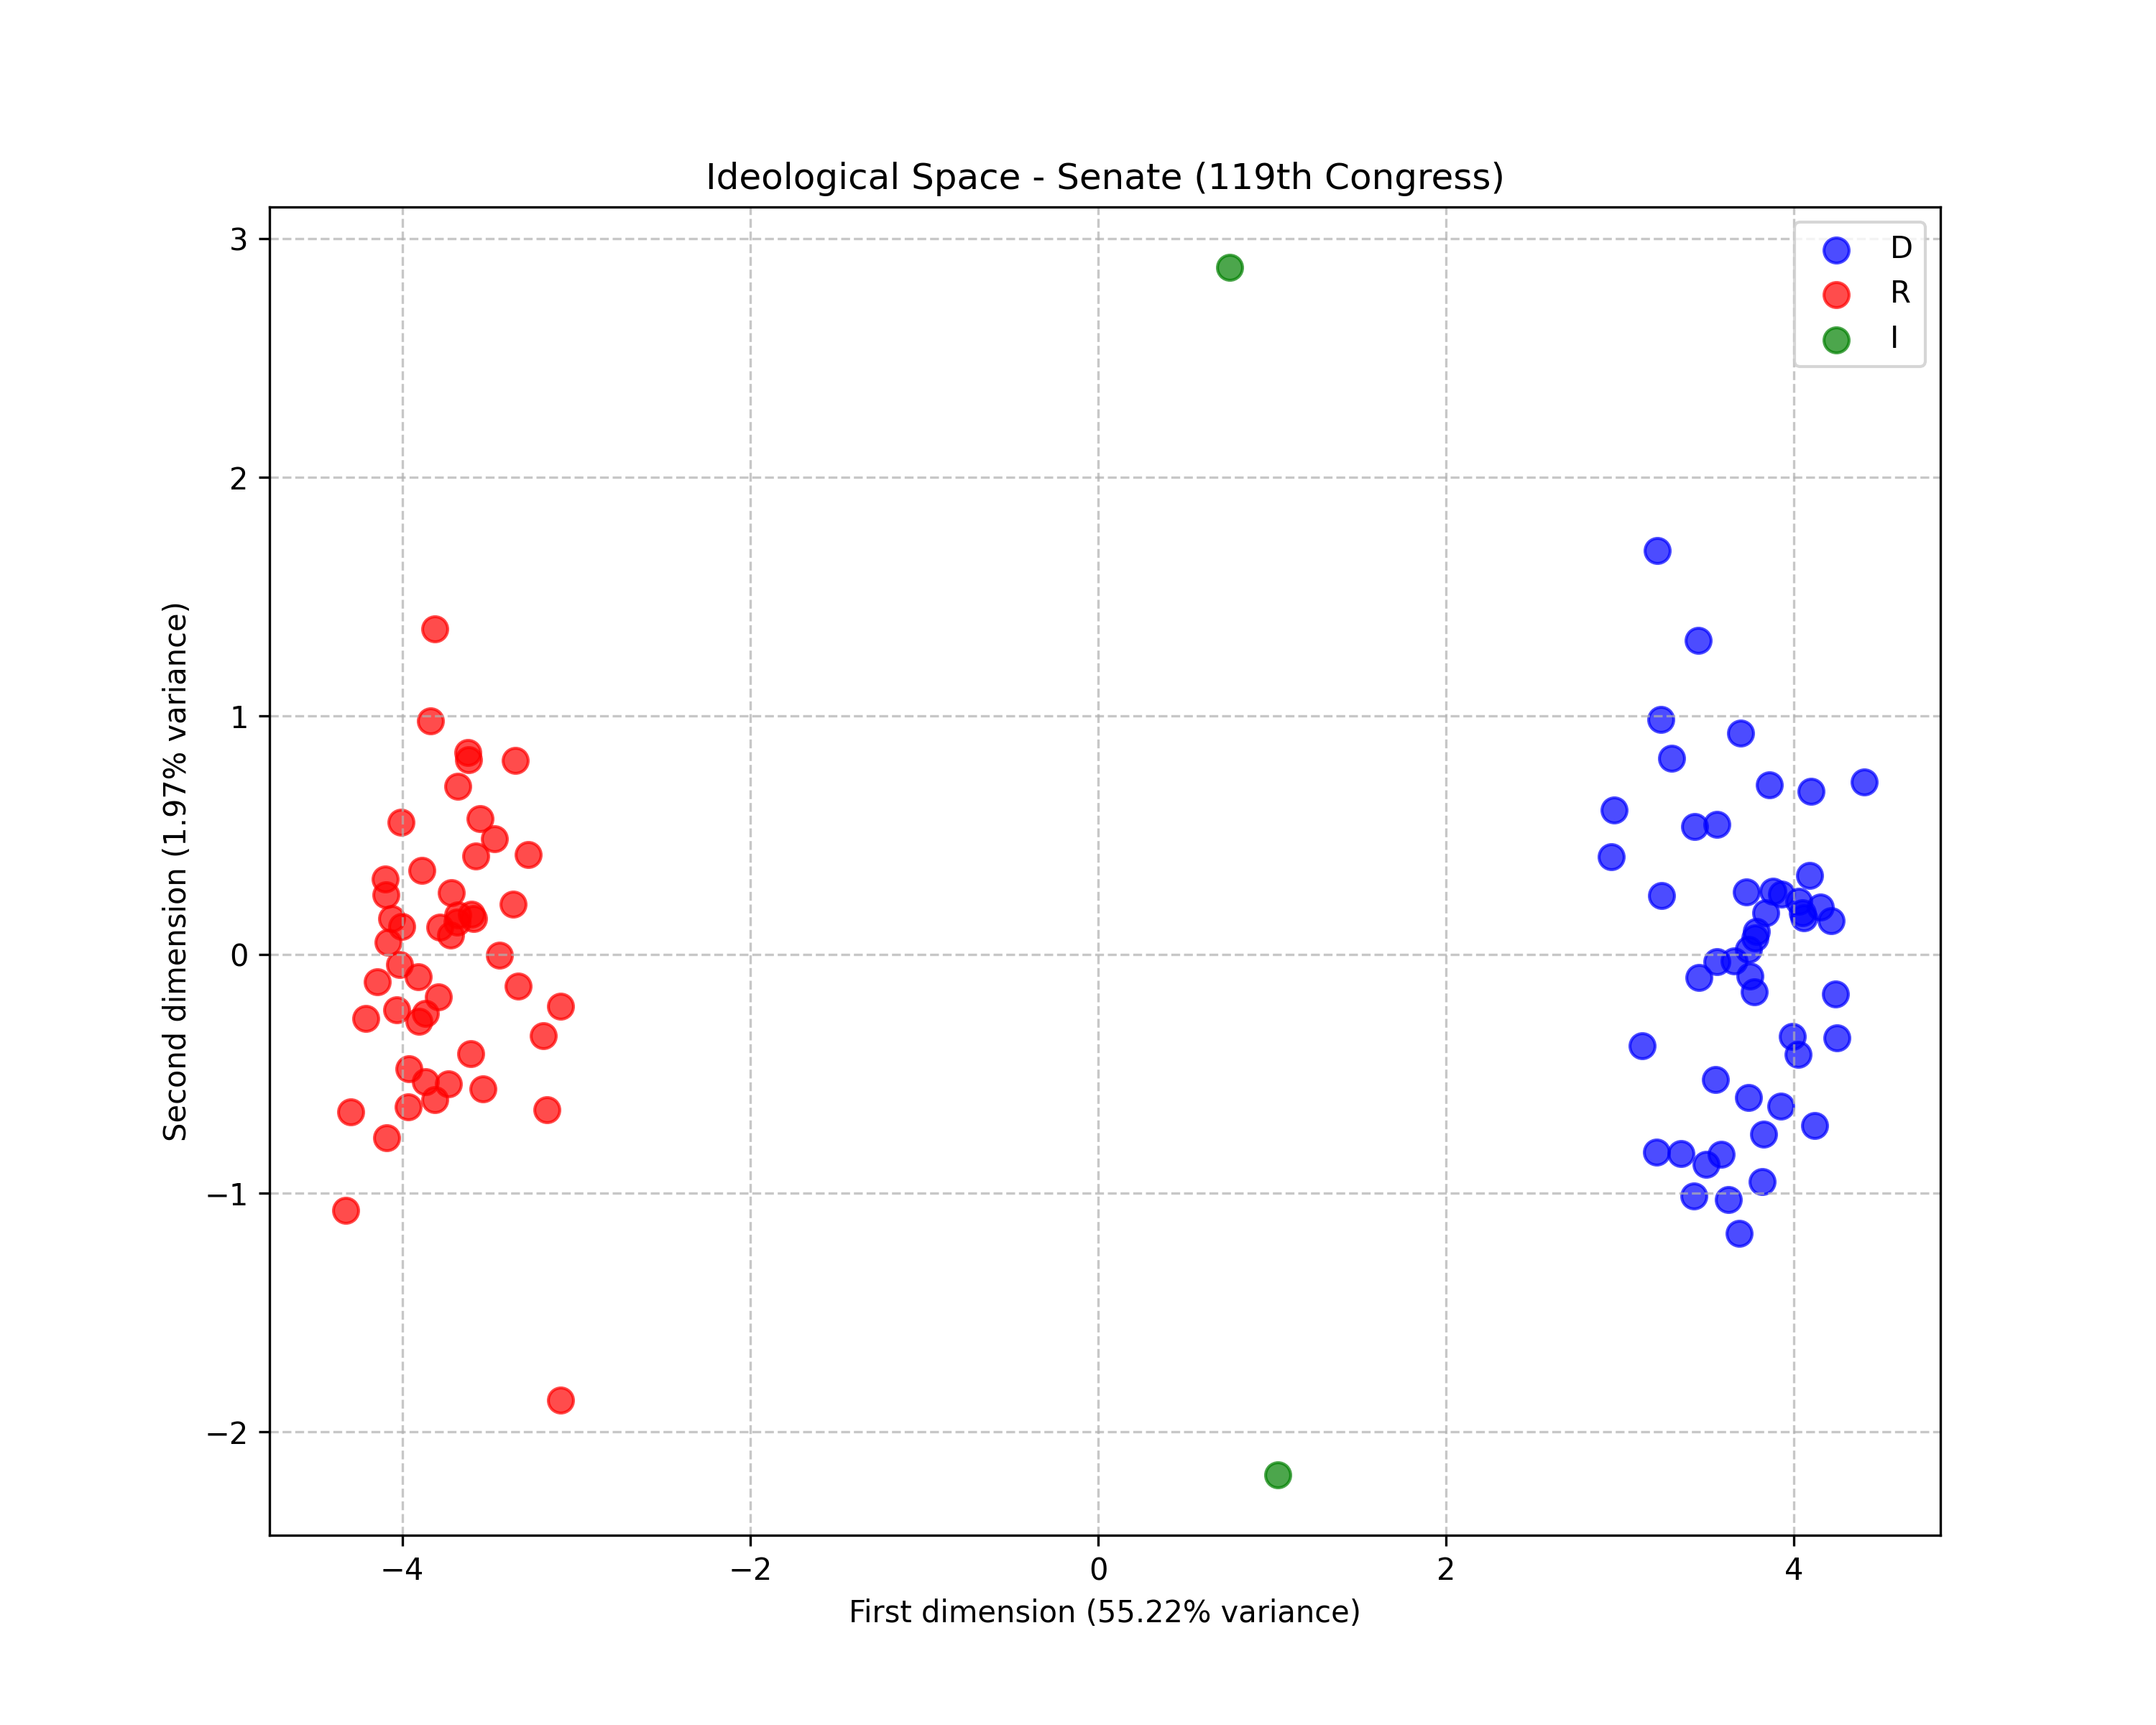 Ideological Space - Senate (119th Congress)
D
R
I
3
2
1
0
−1
−2
Second dimension (1.97% variance)
−4
−2
0
2
4
First dimension (55.22% variance)